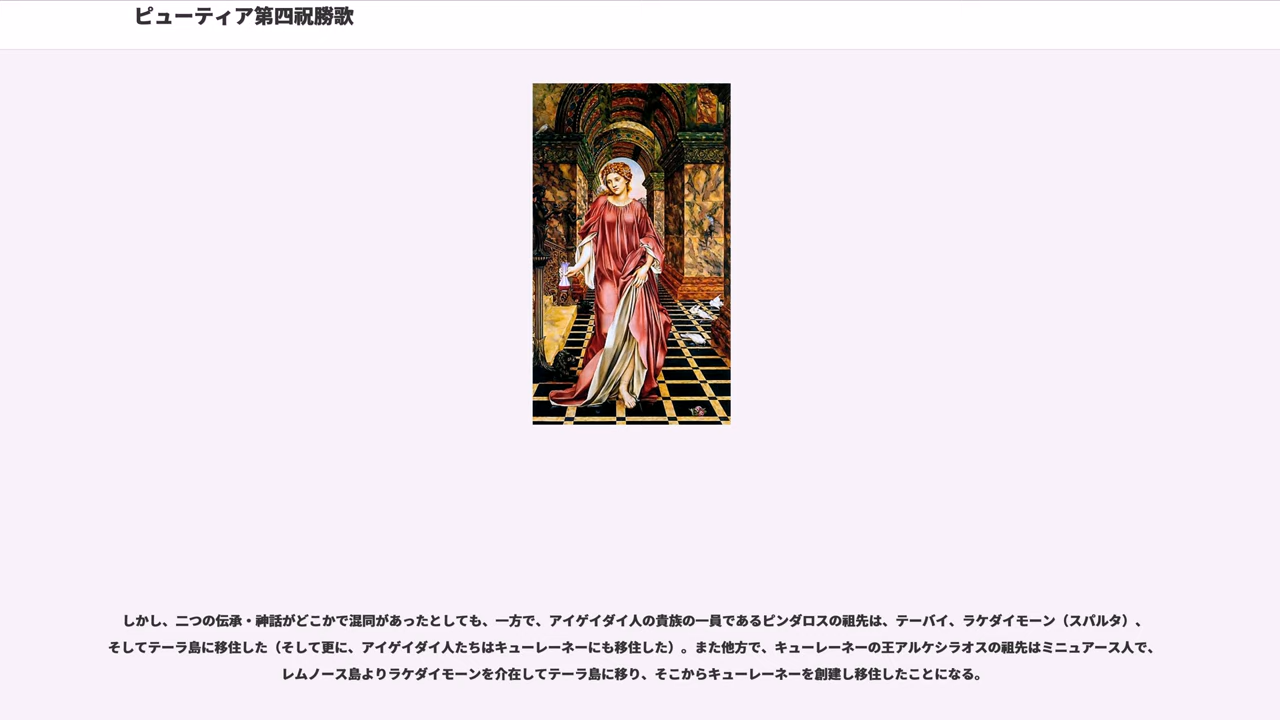 ピューティア第四祝勝歌
しかし、二つの伝承・神話がどこかで混同があったとしても、一方で、アイゲイダイ人の貴族の一員であるピンダロスの祖先は、テーバイ、ラケダイモーン（スパルタ）、
そしてテーラ島に移住した（そして更に、アイゲイダイ人たちはキューレーネーにも移住した）。また他方で、キューレーネーの王アルケシラオスの祖先はミニュアース人で、
レムノース島よりラケダイモーンを介在してテーラ島に移り、そこからキューレーネーを創建し移住したことになる。